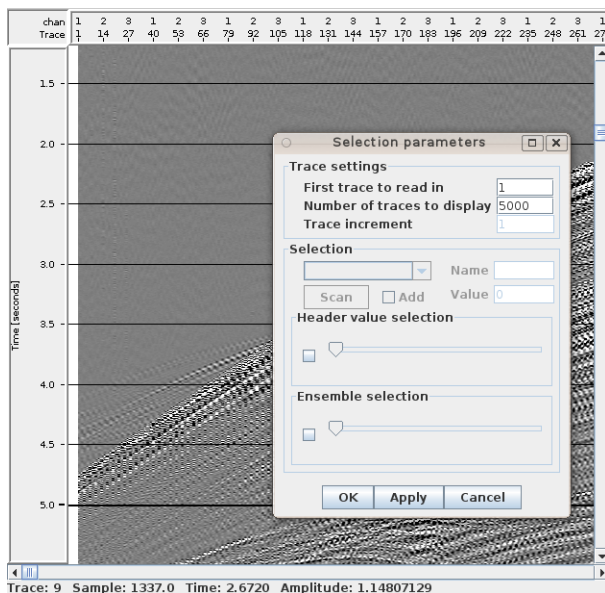 chan 1 2 3 1 2 3 1 2 3 1 2 3 1 2 3 1 2 3 1 2 3 1
Trace 1 14 27 40 53 66 79 92 105 118 131 144 157 170 183 196 209 222 235 248 261 27
Time [seconds]
1.5
2.0
2.5
3.0
3.5
4.0
4.5
5.0
Selection parameters
Trace settings
First trace to read in 1
Number of traces to display 5000
Trace increment 1
Selection
Name
Scan Add Value 0
Header value selection
Ensemble selection
OK Apply Cancel
Trace: 9 Sample: 1337.0 Time: 2.6720 Amplitude: 1.14807129